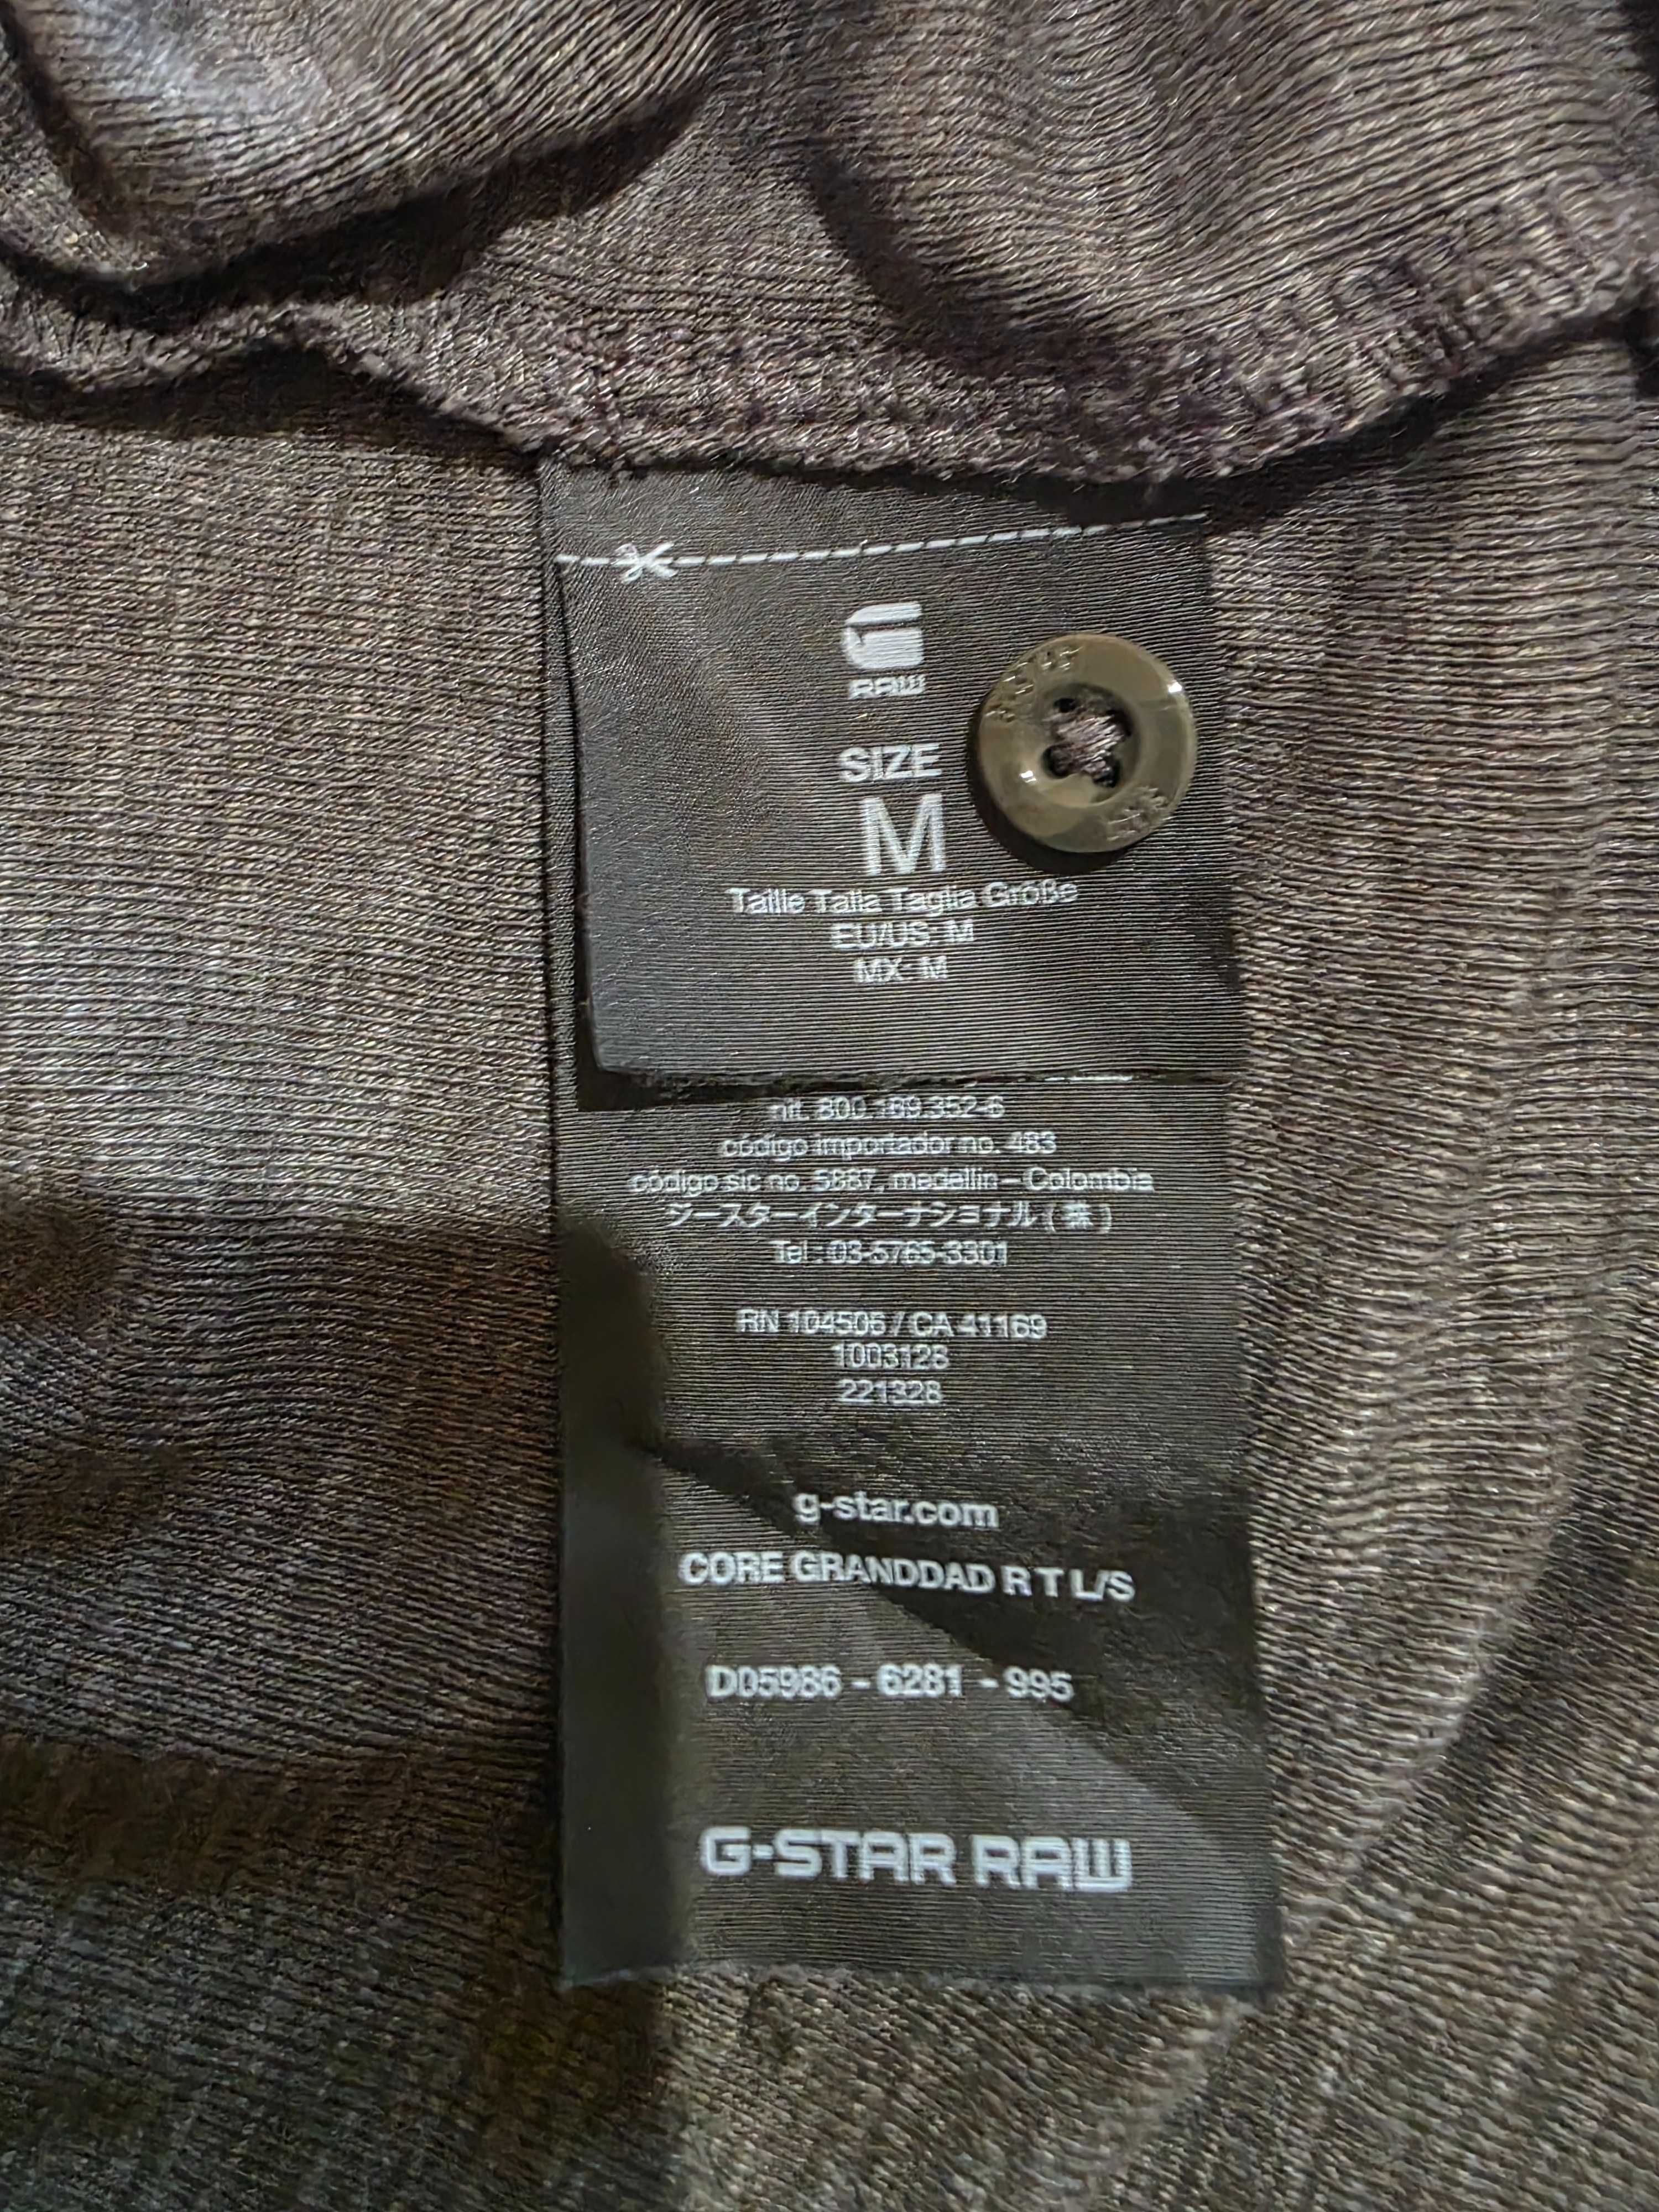 RAW
SIZE
M
Taille Talla Taglia Größe
EU/US: M
MX: M
nit. 800.169.352-6
código importador no. 483
código sic no. 5887, medellin – Colombia
ジースターインターナショナル ( 株 )
Tel : 03-5765-3301
RN 104506 / CA 41169
1003128
221328
g-star.com
CORE GRANDDAD R T L/S
D05986 - 6281 - 995
G-STAR RAW